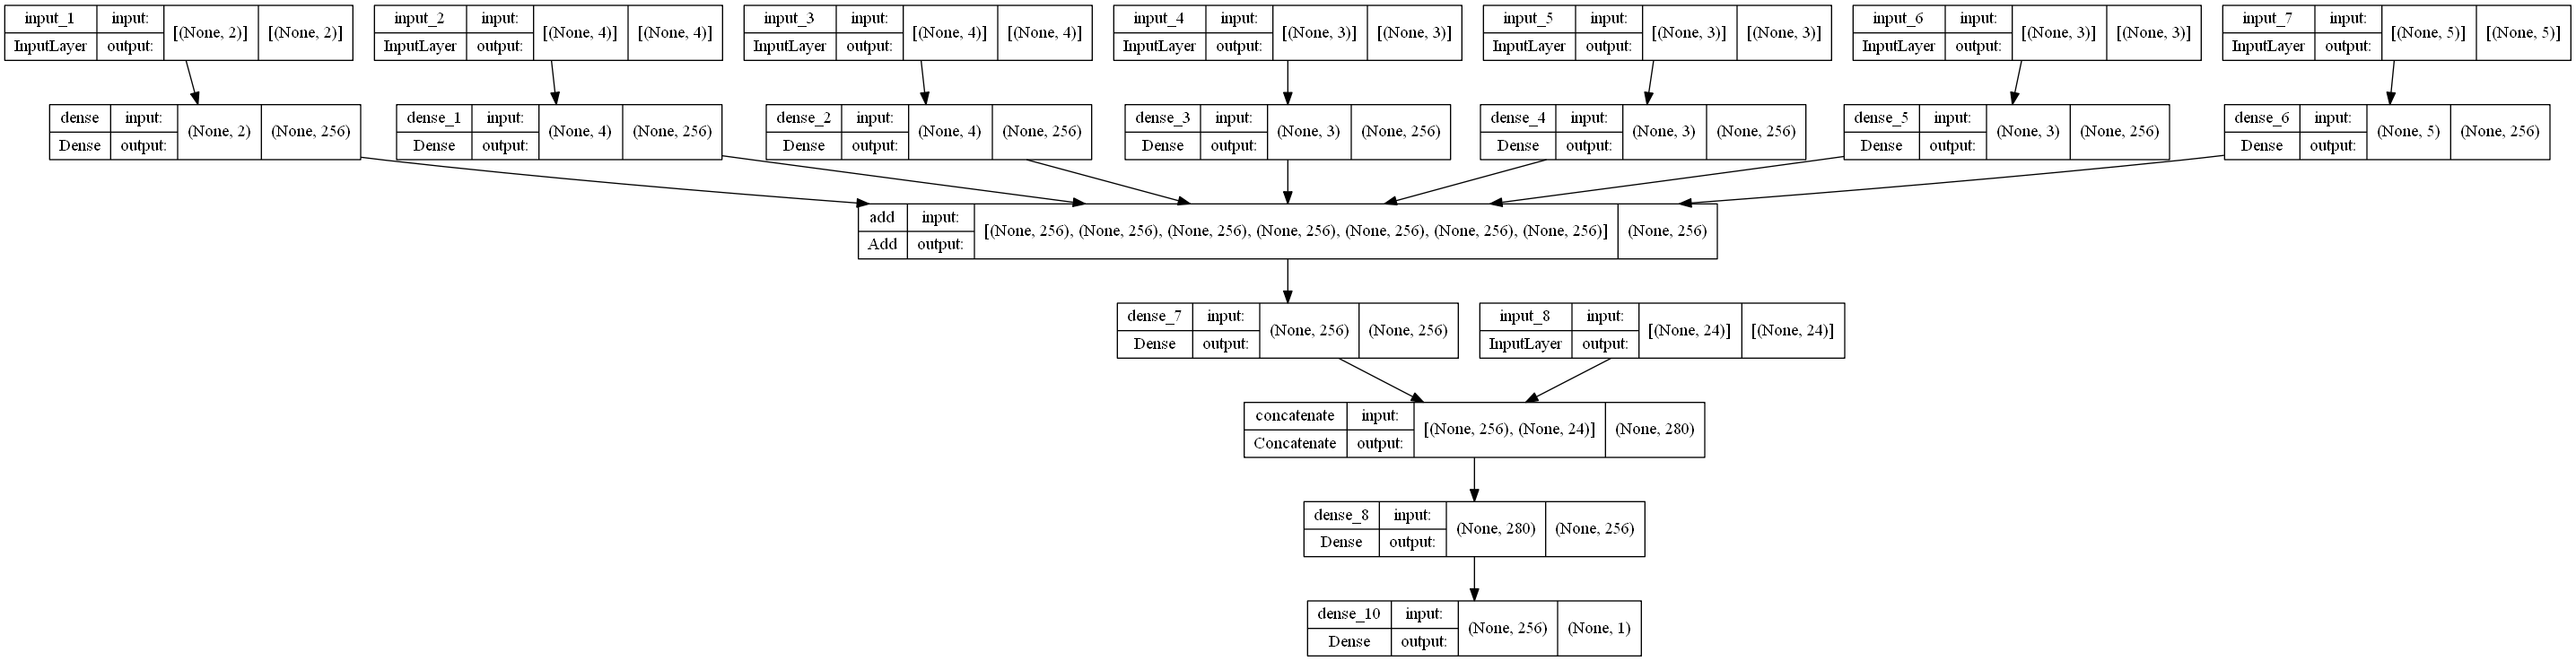 input_1 input: [(None, 2)] [(None, 2)]
InputLayer output:
input_2 input: [(None, 4)] [(None, 4)]
InputLayer output:
input_3 input: [(None, 4)] [(None, 4)]
InputLayer output:
input_4 input: [(None, 3)] [(None, 3)]
InputLayer output:
input_5 input: [(None, 3)] [(None, 3)]
InputLayer output:
input_6 input: [(None, 3)] [(None, 3)]
InputLayer output:
input_7 input: [(None, 5)] [(None, 5)]
InputLayer output:
dense input: (None, 2) (None, 256)
Dense output:
dense_1 input: (None, 4) (None, 256)
Dense output:
dense_2 input: (None, 4) (None, 256)
Dense output:
dense_3 input: (None, 3) (None, 256)
Dense output:
dense_4 input: (None, 3) (None, 256)
Dense output:
dense_5 input: (None, 3) (None, 256)
Dense output:
dense_6 input: (None, 5) (None, 256)
Dense output:
add input: [(None, 256), (None, 256), (None, 256), (None, 256), (None, 256), (None, 256), (None, 256)] (None, 256)
Add output:
dense_7 input: (None, 256) (None, 256)
Dense output:
input_8 input: [(None, 24)] [(None, 24)]
InputLayer output:
concatenate input: [(None, 256), (None, 24)] (None, 280)
Concatenate output:
dense_8 input: (None, 280) (None, 256)
Dense output:
dense_10 input: (None, 256) (None, 1)
Dense output: